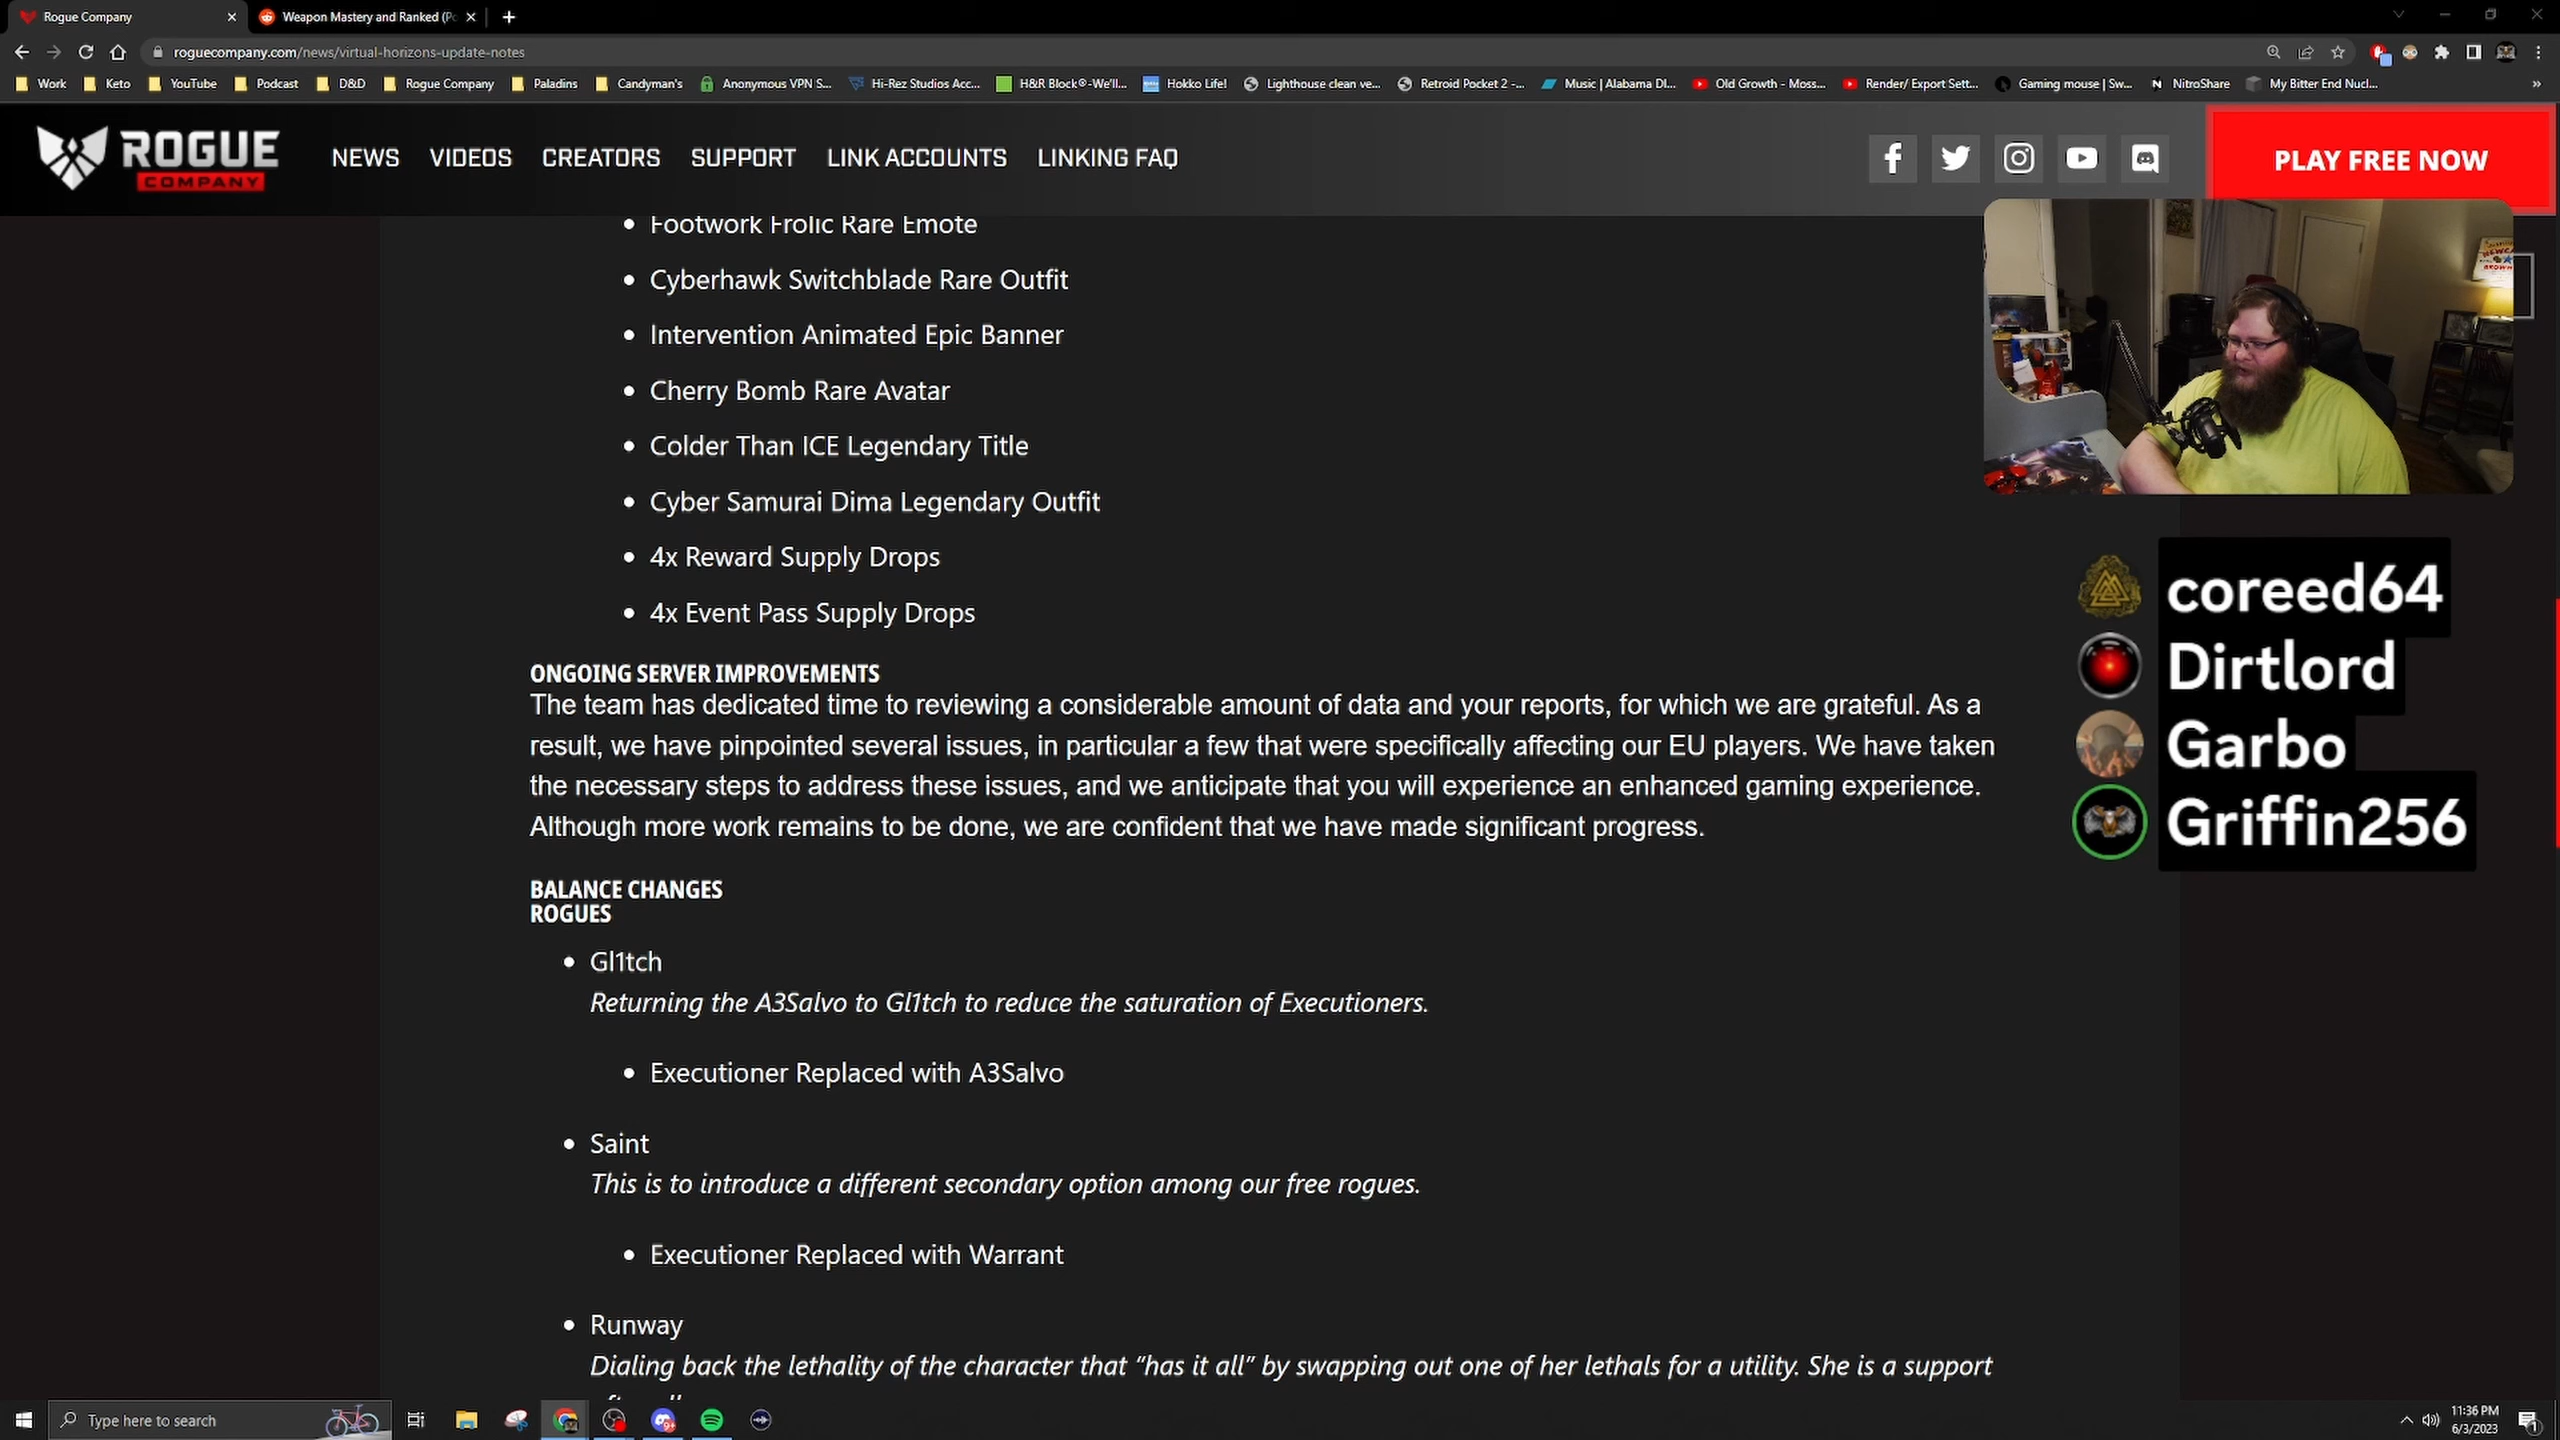 Rogue Company
Weapon Mastery and Ranked (Po
roguecompany.com/news/virtual-horizons-update-notes
Work
Keto
YouTube
Podcast
D&D
Rogue Company
Paladins
Candyman's
Anonymous VPN S...
Hi-Rez Studios Acc...
H&R Block®-We'll...
Hokko Life!
Lighthouse clean ve...
Retroid Pocket 2 -...
Music | Alabama DI...
Old Growth - Moss...
Render/ Export Sett...
Gaming mouse | Sw...
NitroShare
My Bitter End Nucl...
ROGUE
COMPANY
NEWS
VIDEOS
CREATORS
SUPPORT
LINK ACCOUNTS
LINKING FAQ
PLAY FREE NOW
Footwork Frolic Rare Emote
Cyberhawk Switchblade Rare Outfit
Intervention Animated Epic Banner
Cherry Bomb Rare Avatar
Colder Than ICE Legendary Title
Cyber Samurai Dima Legendary Outfit
4x Reward Supply Drops
4x Event Pass Supply Drops
ONGOING SERVER IMPROVEMENTS
The team has dedicated time to reviewing a considerable amount of data and your reports, for which we are grateful. As a
result, we have pinpointed several issues, in particular a few that were specifically affecting our EU players. We have taken
the necessary steps to address these issues, and we anticipate that you will experience an enhanced gaming experience.
Although more work remains to be done, we are confident that we have made significant progress.
BALANCE CHANGES
ROGUES
Gl1tch
Returning the A3Salvo to Gl1tch to reduce the saturation of Executioners.
Executioner Replaced with A3Salvo
Saint
This is to introduce a different secondary option among our free rogues.
Executioner Replaced with Warrant
Runway
Dialing back the lethality of the character that “has it all” by swapping out one of her lethals for a utility. She is a support
coreed64
Dirtlord
Garbo
Griffin256
Type here to search
9+
11:36 PM
6/3/2023
1